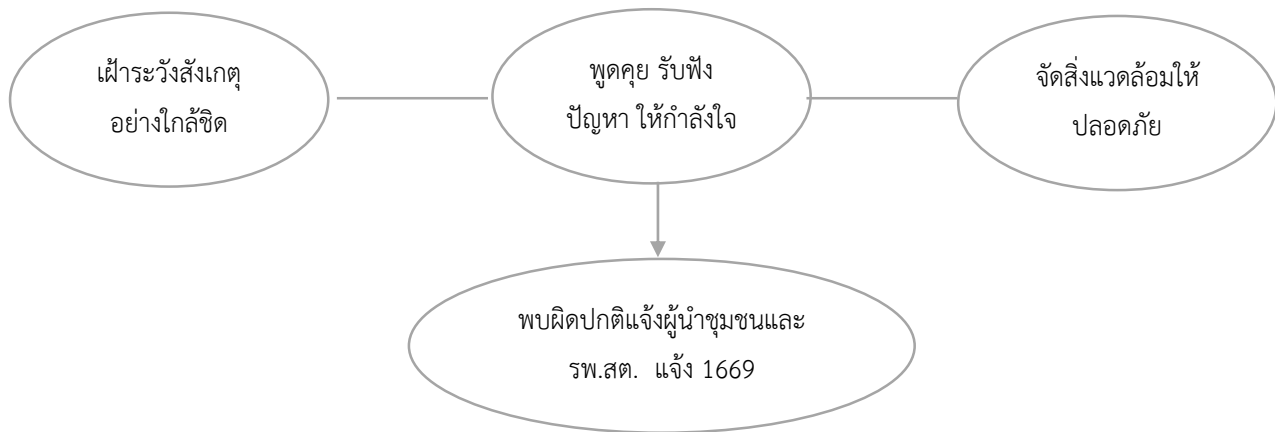 เฝ้าระวังสังเกตุ
อย่างใกล้ชิด
พูดคุย รับฟัง
ปัญหา ให้กำลังใจ
จัดสิ่งแวดล้อมให้
ปลอดภัย
พบผิดปกติแจ้งผู้นำชุมชนและ
รพ.สต. แจ้ง 1669